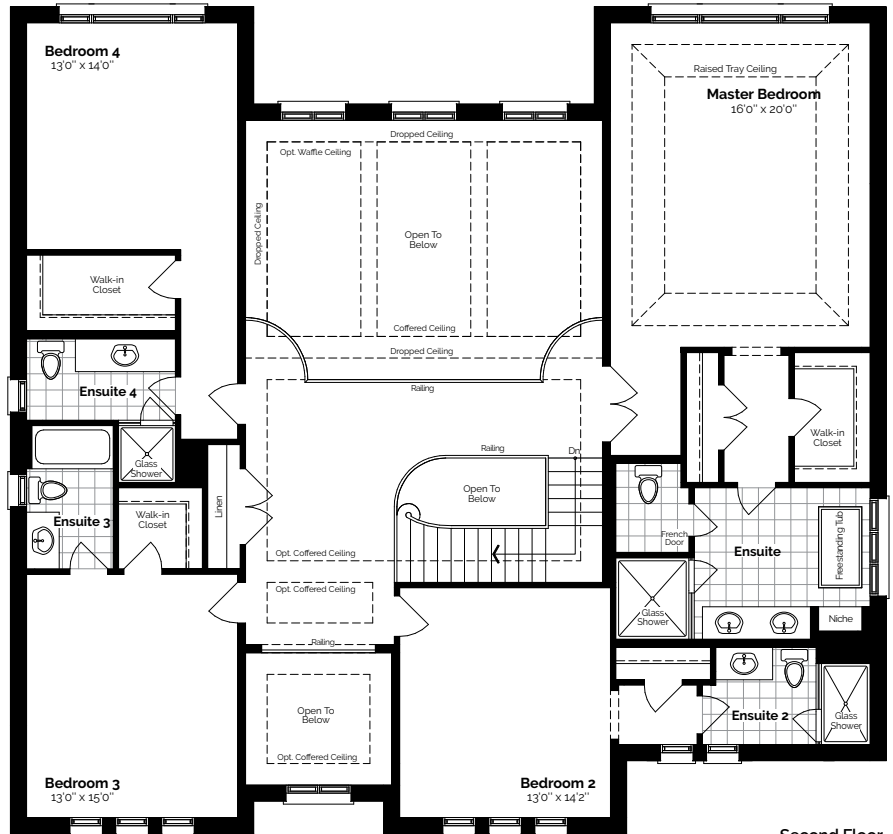 Bedroom 4
13'0" x 14'0"
Raised Tray Ceiling
Master Bedroom
16'0" x 20'0"
Dropped Ceiling
Opt. Waffle Ceiling
Dropped Ceiling
Open To
Below
Walk-in
Closet
Coffered Ceiling
Dropped Ceiling
Railing
Ensuite 4
Glass
Shower
Walk-in
Closet
Railing
Dn
Open To
Below
Linen
Walk-in
Closet
Ensuite 3
French
Door
Ensuite
Freestanding Tub
Opt. Coffered Ceiling
Opt. Coffered Ceiling
Glass
Shower
Niche
Railing
Open To
Below
Opt. Coffered Ceiling
Ensuite 2
Glass
Shower
Bedroom 3
13'0" x 15'0"
Bedroom 2
13'0" x 14'2"
Second Floor